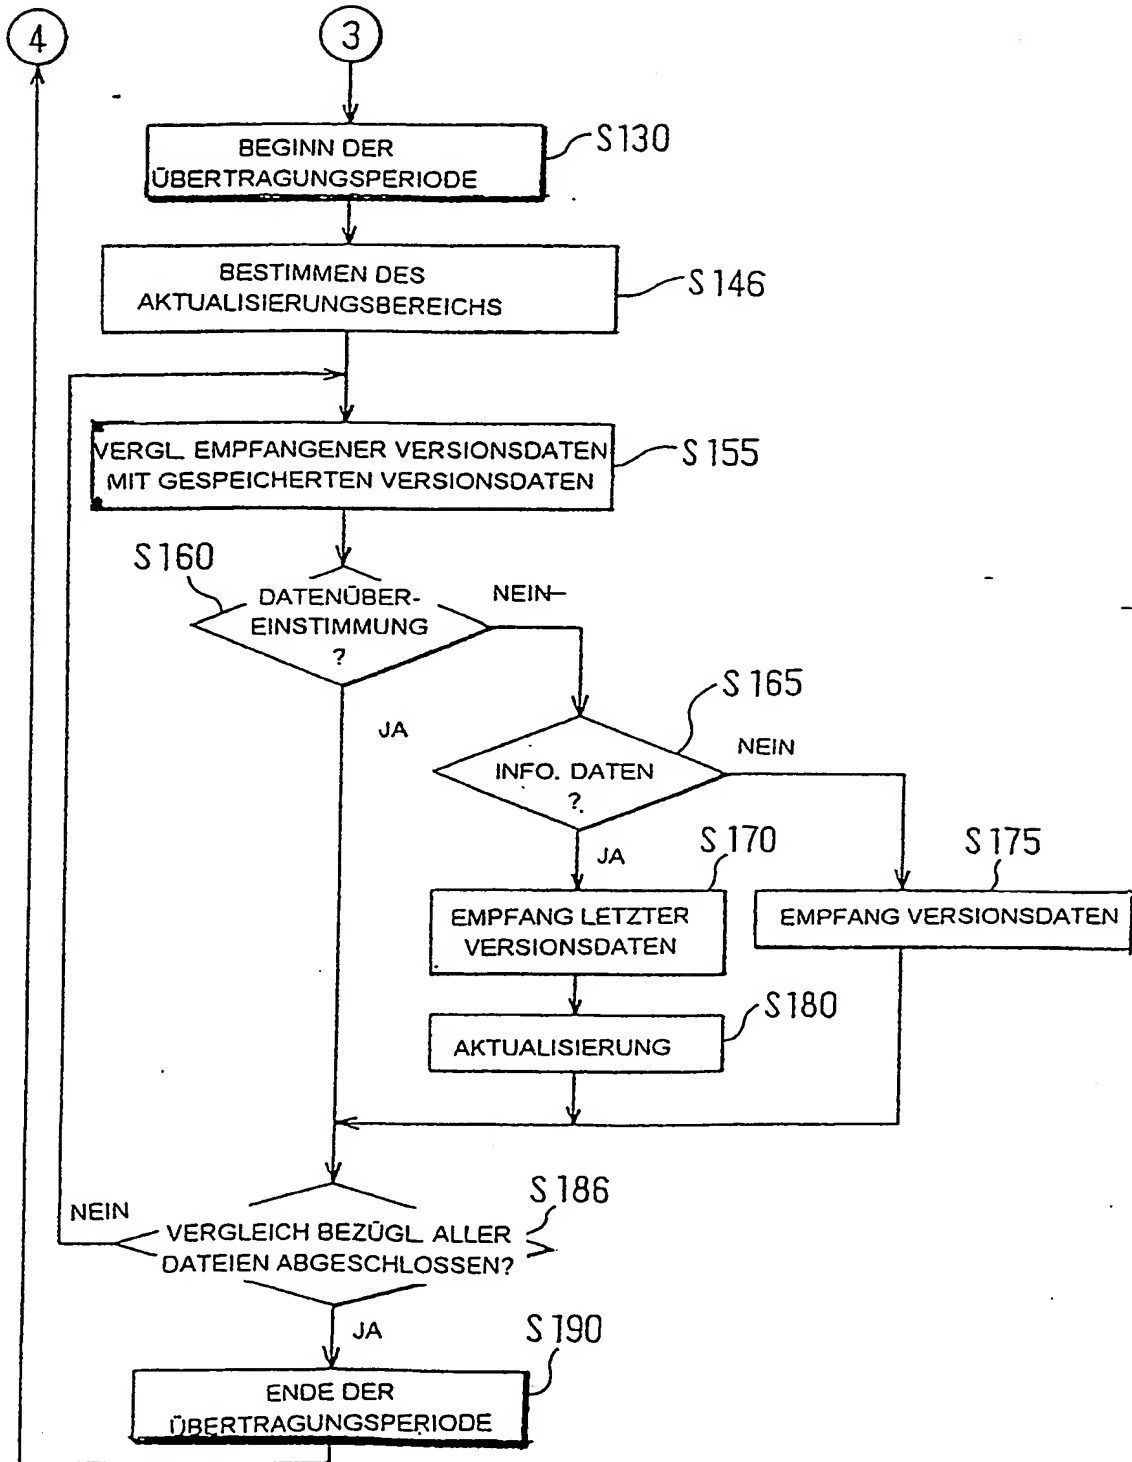 4
3
BEGINN DER
ÜBERTRAGUNGSPERIODE
S130
BESTIMMEN DES
AKTUALISIERUNGSBEREICHS
S146
VERGL. EMPFANGENER VERSIONSDATEN
MIT GESPEICHERTEN VERSIONSDATEN
S155
S160
DATENÜBER-
EINSTIMMUNG
?
NEIN
JA
S165
INFO. DATEN
?
NEIN
JA
S170
EMPFANG LETZTER
VERSIONSDATEN
S175
EMPFANG VERSIONSDATEN
S180
AKTUALISIERUNG
S186
NEIN
VERGLEICH BEZÜGL. ALLER
DATEIEN ABGESCHLOSSEN?
JA
S190
ENDE DER
ÜBERTRAGUNGSPERIODE